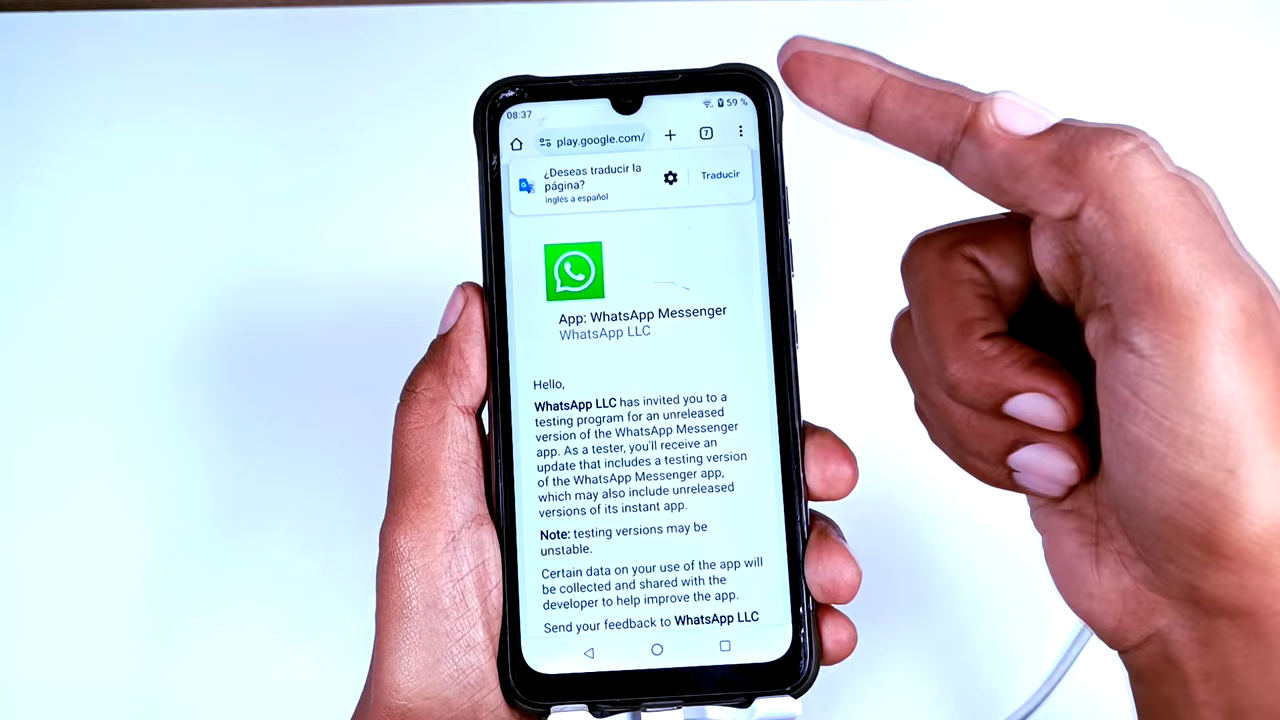 08:37
59 %
play.google.com/
7
¿Deseas traducir la
página?
inglés a español
Traducir
App: WhatsApp Messenger
WhatsApp LLC
Hello,
WhatsApp LLC has invited you to a
testing program for an unreleased
version of the WhatsApp Messenger
app. As a tester, you'll receive an
update that includes a testing version
of the WhatsApp Messenger app,
which may also include unreleased
versions of its instant app.
Note: testing versions may be
unstable.
Certain data on your use of the app will
be collected and shared with the
developer to help improve the app.
Send your feedback to WhatsApp LLC